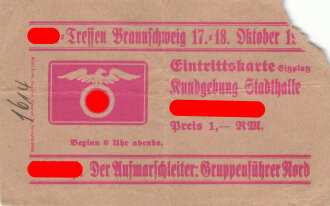 -Treffen Braunschweig 17.-18. Oktober 1
Eintrittskarte Sitzplatz
Kundgebung Stadthalle
Preis 1,— RM.
Beginn 6 Uhr abends.
Der Aufmarschleiter: Gruppenführer Nord
1614